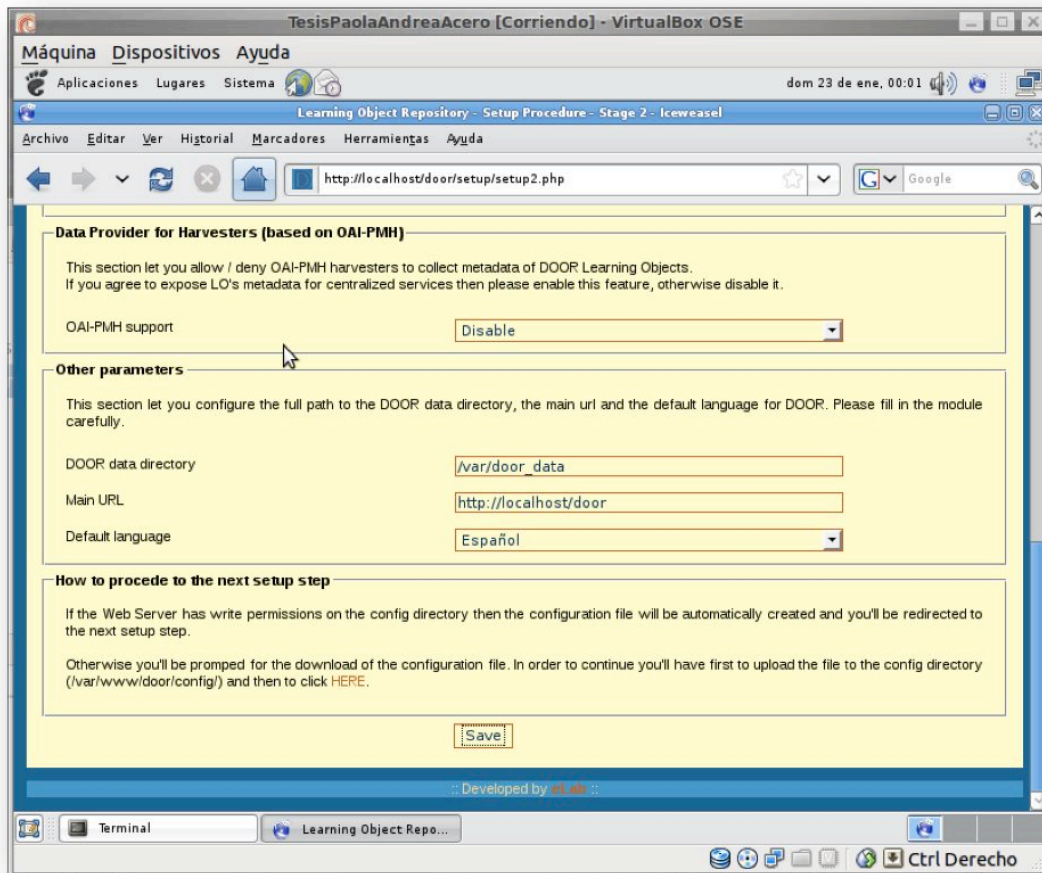 TesisPaolaAndreaAcero [Corriendo] - VirtualBox OSE
Máquina Dispositivos Ayuda
Aplicaciones Lugares Sistema dom 23 de ene, 00:01
Learning Object Repository - Setup Procedure - Stage 2 - Iceweasel
Archivo Editar Ver Historial Marcadores Herramientas Ayuda
http://localhost/door/setup/setup2.php Google
Data Provider for Harvesters (based on OAI-PMH)
This section let you allow / deny OAI-PMH harvesters to collect metadata of DOOR Learning Objects.
If you agree to expose LO's metadata for centralized services then please enable this feature, otherwise disable it.
OAI-PMH support Disable
Other parameters
This section let you configure the full path to the DOOR data directory, the main url and the default language for DOOR. Please fill in the module
carefully.
DOOR data directory /var/door_data
Main URL http://localhost/door
Default language Español
How to procede to the next setup step
If the Web Server has write permissions on the config directory then the configuration file will be automatically created and you'll be redirected to
the next setup step.
Otherwise you'll be promped for the download of the configuration file. In order to continue you'll have first to upload the file to the config directory
(/var/www/door/config/) and then to click HERE.
Save
:: Developed by eLab ::
Terminal Learning Object Repo...
Ctrl Derecho